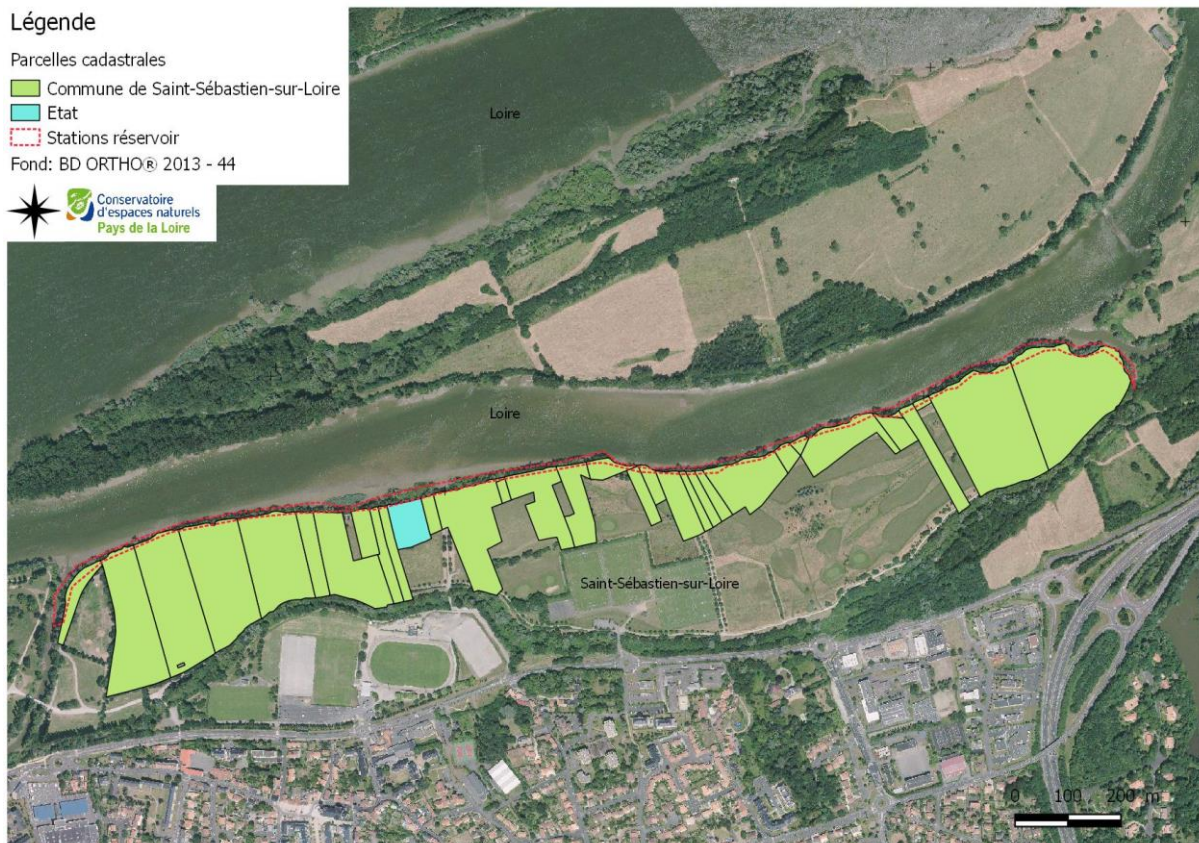 Légende
Parcelles cadastrales
Commune de Saint-Sébastien-sur-Loire
Etat
Stations réservoir
Fond: BD ORTHO® 2013 - 44
Conservatoire
d'espaces naturels
Pays de la Loire
Loire
Loire
Saint-Sébastien-sur-Loire
0 100 200 m